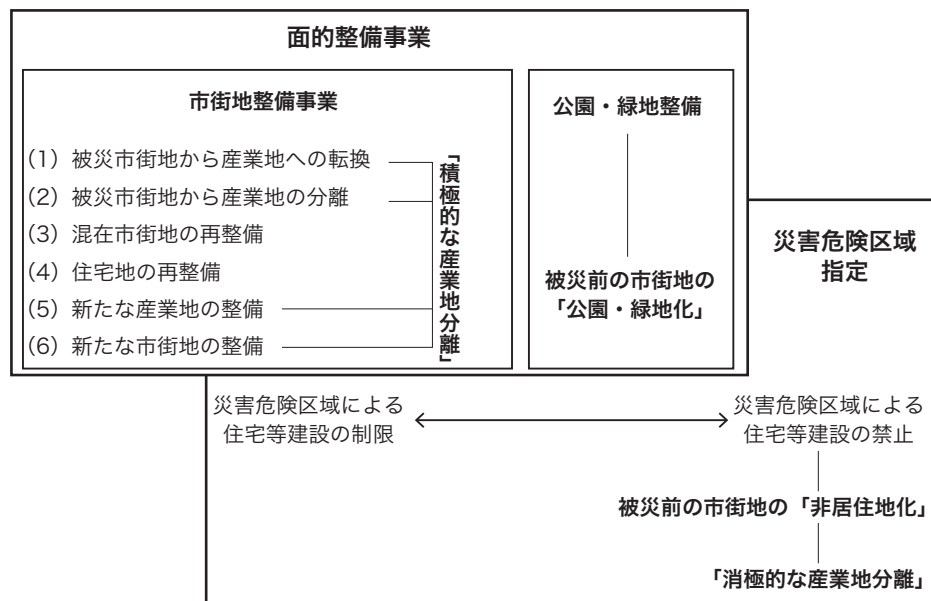 面的整備事業
市街地整備事業
(1) 被災市街地から産業地への転換
(2) 被災市街地から産業地の分離
(3) 混在市街地の再整備
(4) 住宅地の再整備
(5) 新たな産業地の整備
(6) 新たな市街地の整備
「積極的な産業地分離」
公園・緑地整備
被災前の市街地の
「公園・緑地化」
災害危険区域
指定
災害危険区域による
住宅等建設の制限
災害危険区域による
住宅等建設の禁止
被災前の市街地の「非居住地化」
「消極的な産業地分離」